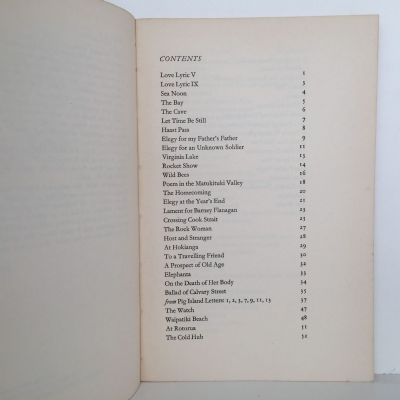 CONTENTS
Love Lyric V 1
Love Lyric IX 3
Sea Noon 4
The Bay 5
The Cave 6
Let Time Be Still 7
Haast Pass 8
Elegy for my Father's Father 9
Elegy for an Unknown Soldier 11
Virginia Lake 13
Rocket Show 14
Wild Bees 16
Poem in the Matukituki Valley 18
The Homecoming 20
Elegy at the Year's End 21
Lament for Barney Flanagan 23
Crossing Cook Strait 25
The Rock Woman 27
Host and Stranger 28
At Hokianga 29
To a Travelling Friend 30
A Prospect of Old Age 32
Elephanta 33
On the Death of Her Body 34
Ballad of Calvary Street 35
from Pig Island Letters: 1, 2, 3, 7, 9, 11, 13 37
The Watch 47
Waipatiki Beach 48
At Rotorua 51
The Cold Hub 52